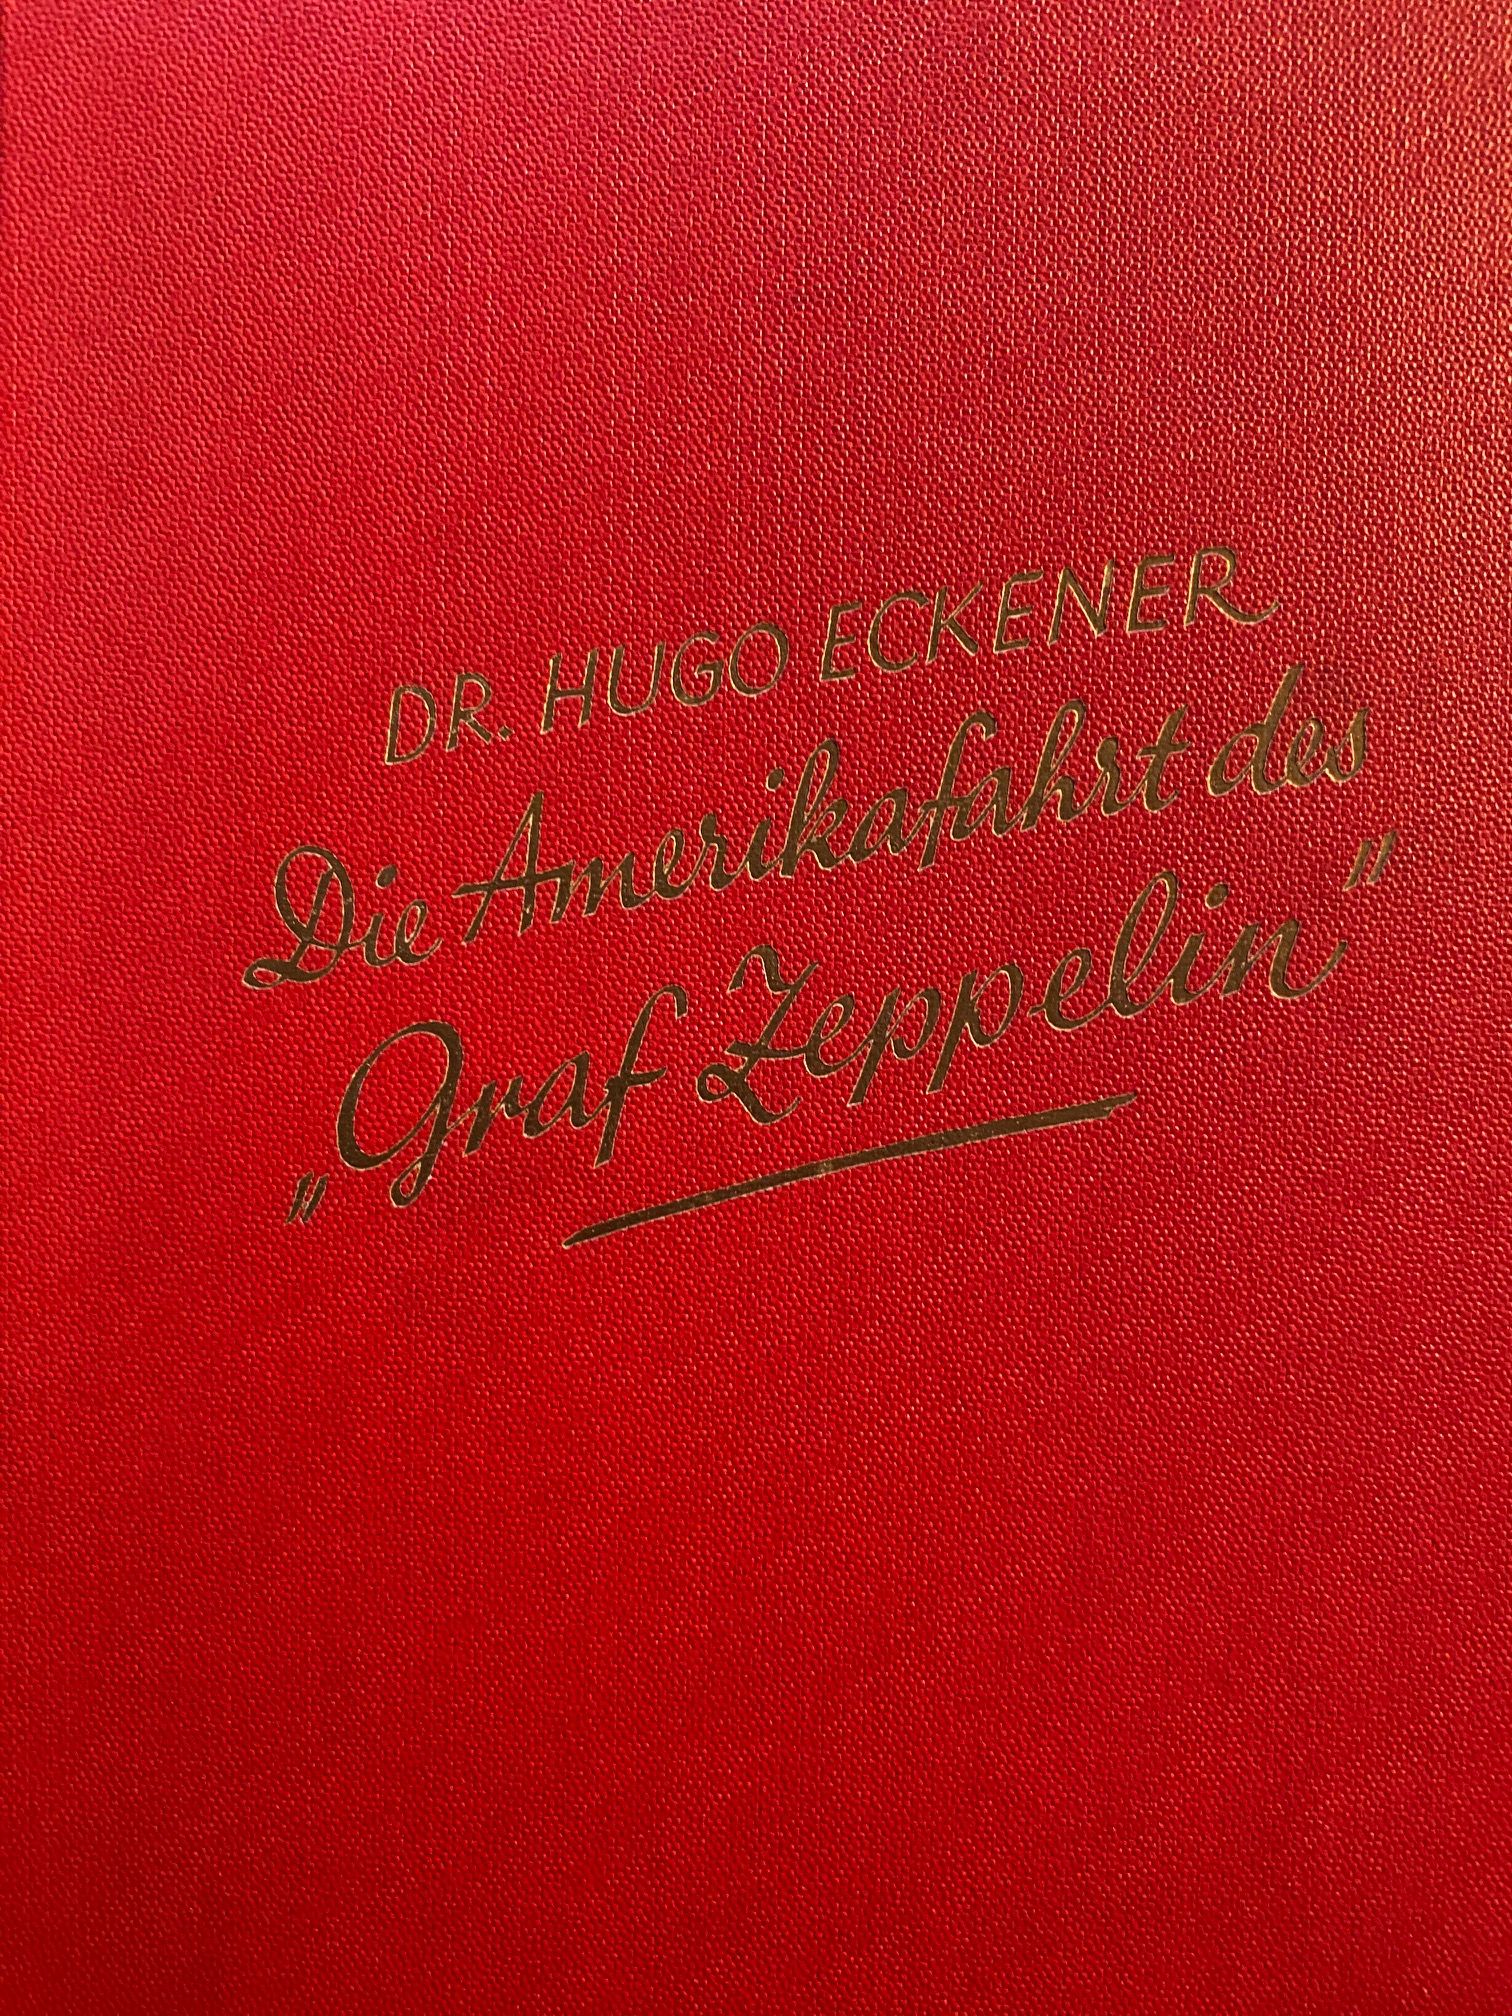 DR. HUGO ECKENER
Die Amerikafahrt des
„Graf Zeppelin"